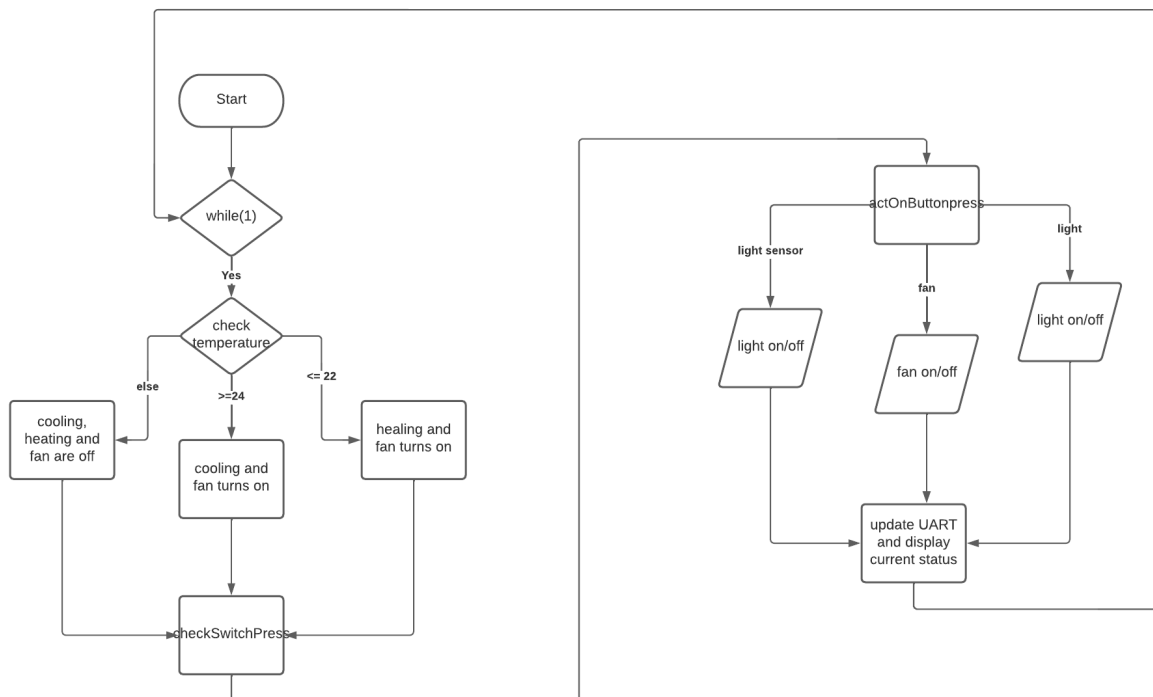 Start
while(1)
Yes
check
temperature
else
>=24
<= 22
cooling,
heating and
fan are off
cooling and
fan turns on
healing and
fan turns on
checkSwitchPress
actOnButtonpress
light sensor
fan
light
light on/off
fan on/off
light on/off
update UART
and display
current status